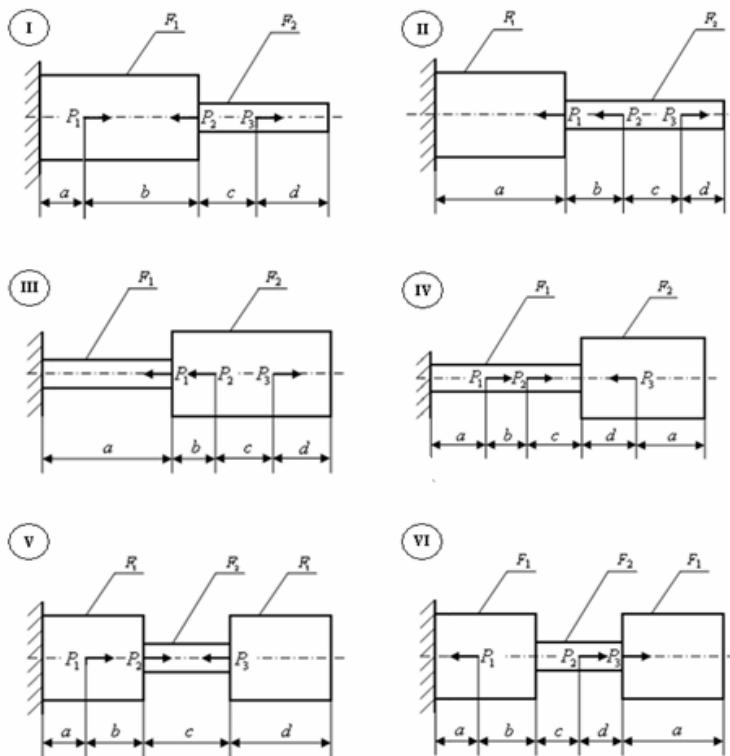 I F₁ F₂
P₁ P₂ P₃
a b c d
II F₁ F₂
P₁ P₂ P₃
a b c d
III F₁ F₂
P₁ P₂ P₃
a b c d
IV F₁ F₂
P₁ P₂ P₃
a b c d a
V F₁ F₂ F₁
P₁ P₂ P₃
a b c d
VI F₁ F₂ F₁
P₁ P₂ P₃
a b c d a